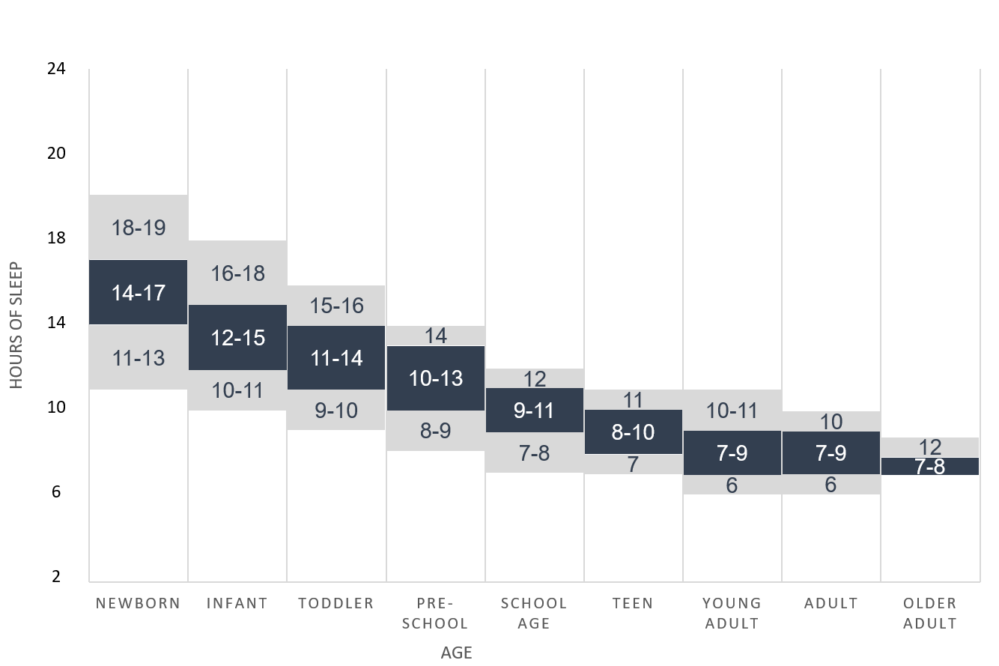 24
20
18
14
10
6
2
HOURS OF SLEEP
18-19
14-17
11-13
16-18
12-15
10-11
15-16
11-14
9-10
14
10-13
8-9
12
9-11
7-8
11
8-10
7
10-11
7-9
6
10
7-9
6
12
7-8
NEWBORN
INFANT
TODDLER
PRE-
SCHOOL
SCHOOL
AGE
TEEN
YOUNG
ADULT
ADULT
OLDER
ADULT
AGE